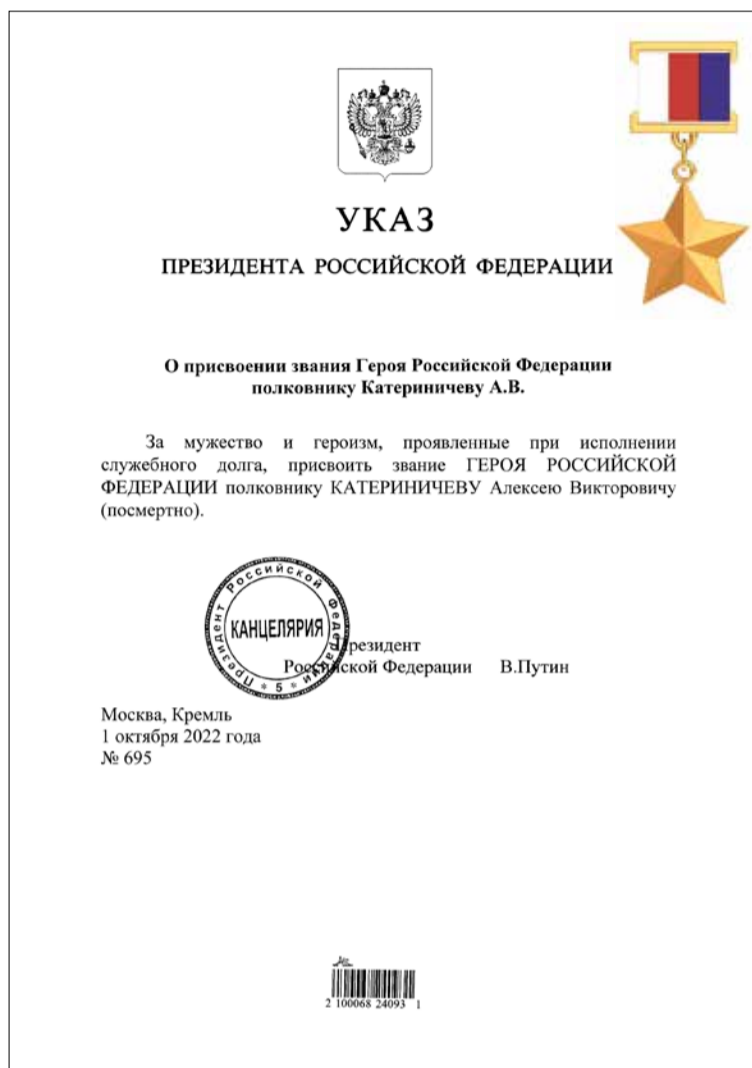 УКАЗ
ПРЕЗИДЕНТА РОССИЙСКОЙ ФЕДЕРАЦИИ
О присвоении звания Героя Российской Федерации
полковнику Катериничеву А.В.
За мужество и героизм, проявленные при исполнении
служебного долга, присвоить звание ГЕРОЯ РОССИЙСКОЙ
ФЕДЕРАЦИИ полковнику КАТЕРИНИЧЕВУ Алексею Викторовичу
(посмертно).
Президент Российской Федерации * 5 *
КАНЦЕЛЯРИЯ
Президент
Российской Федерации В.Путин
Москва, Кремль
1 октября 2022 года
№ 695
2 100068 24093 1